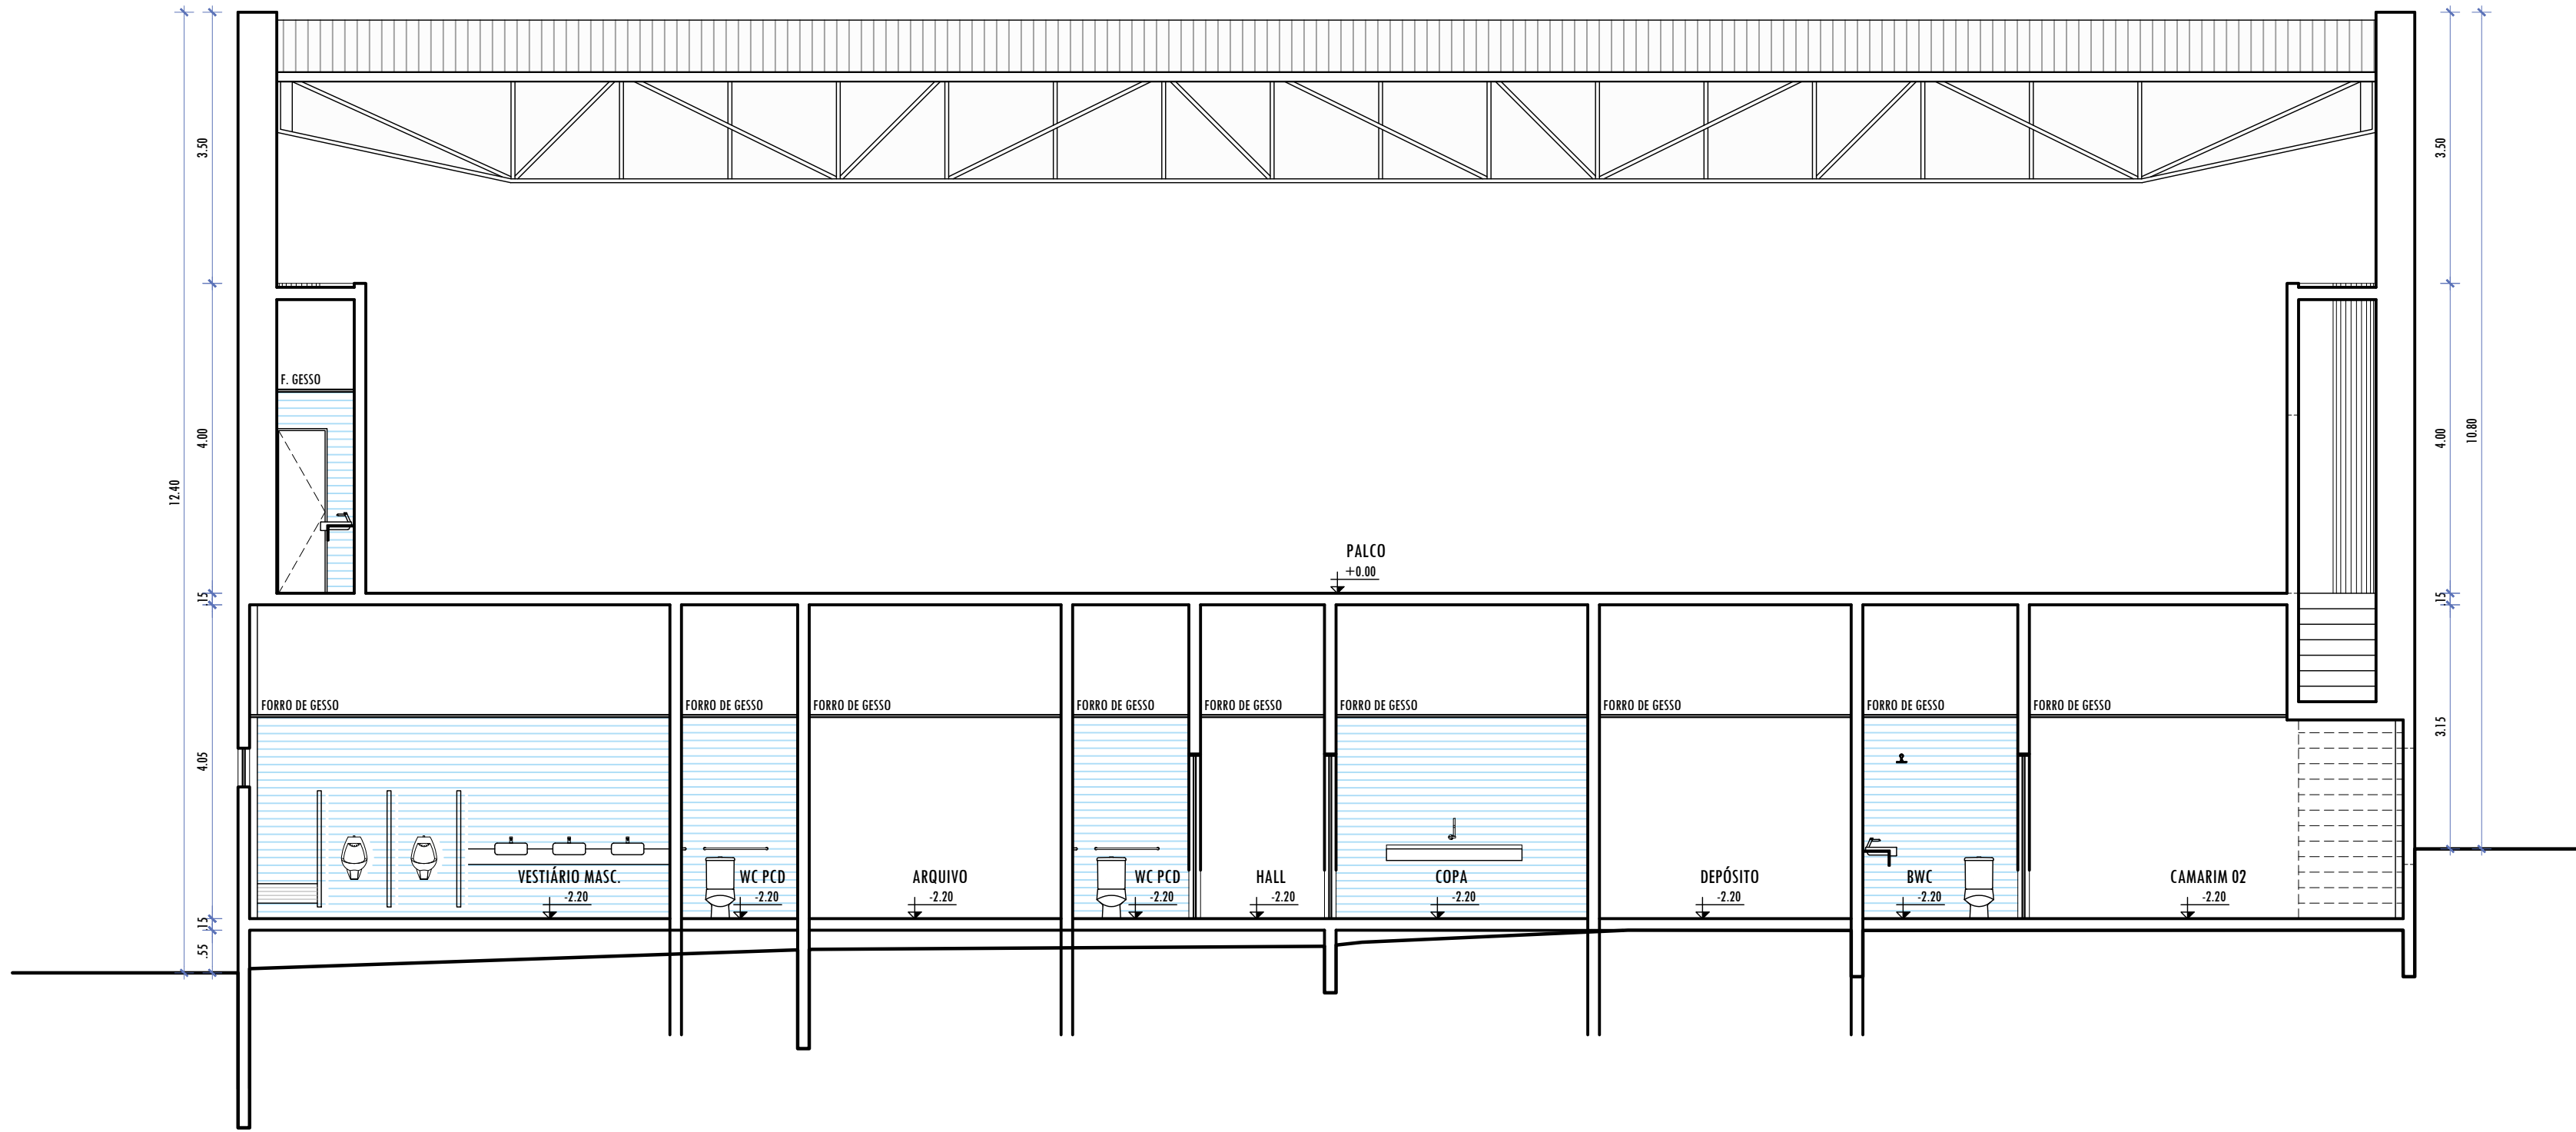 3.50
3.50
F. GESSO
4.00
4.00
10.80
12.40
PALCO
+0.00
.15
.15
FORRO DE GESSO
FORRO DE GESSO
FORRO DE GESSO
FORRO DE GESSO
FORRO DE GESSO
FORRO DE GESSO
FORRO DE GESSO
FORRO DE GESSO
FORRO DE GESSO
3.15
4.05
VESTIÁRIO MASC.
-2.20
WC PCD
-2.20
ARQUIVO
-2.20
WC PCD
-2.20
HALL
-2.20
COPA
-2.20
DEPÓSITO
-2.20
BWC
-2.20
CAMARIM 02
-2.20
.15
.55